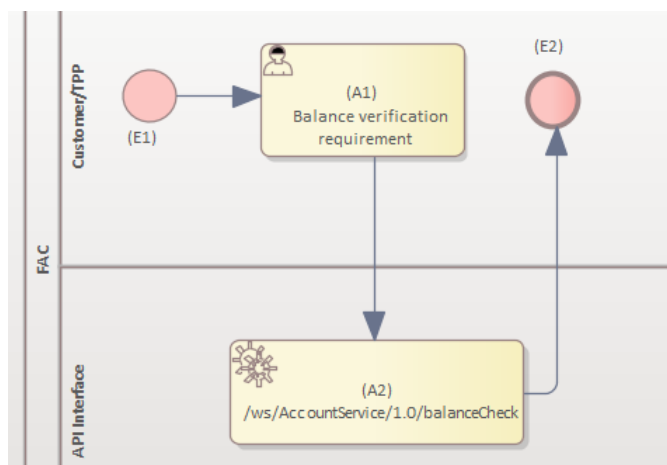 FAC
Customer/TPP
(E1)
(A1)
Balance verification
requirement
(E2)
API Interface
(A2)
/ws/AccountService/1.0/balanceCheck